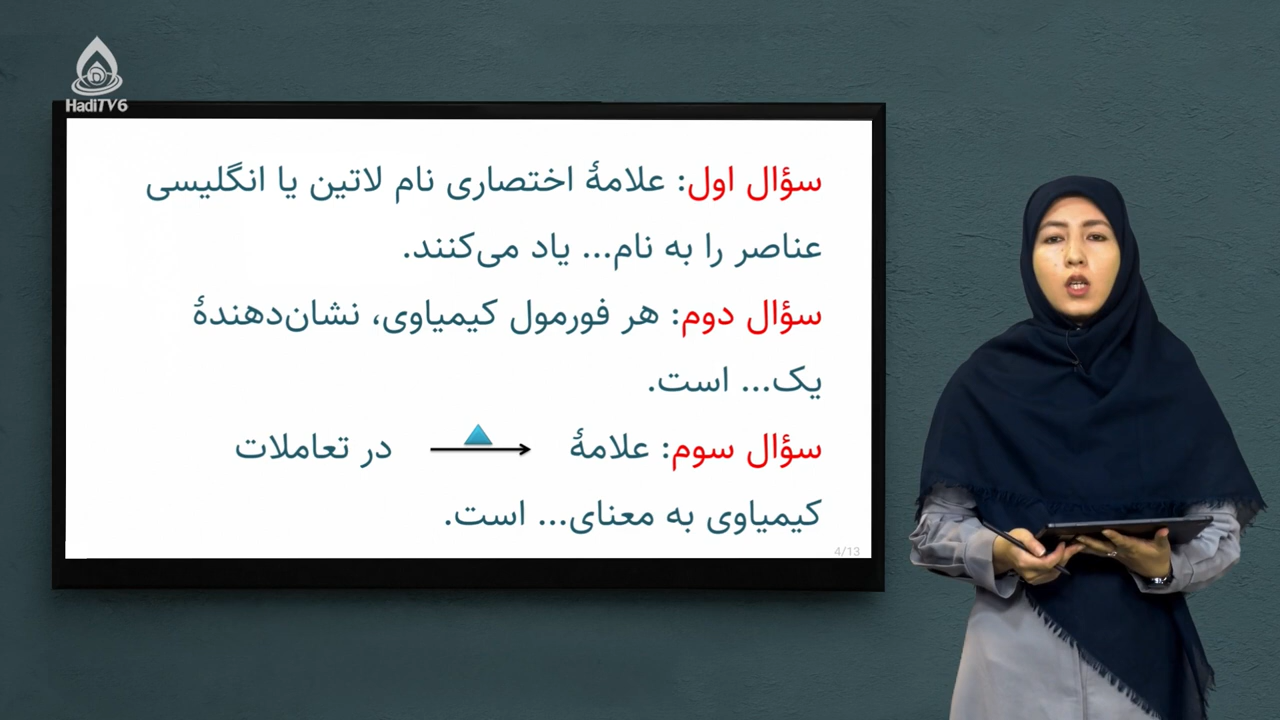 HadiTV6
سؤال اول: علامهٔ اختصاری نام لاتین یا انگلیسی
عناصر را به نام... یاد می‌کنند.
سؤال دوم: هر فورمول کیمیاوی، نشان‌دهندهٔ
یک... است.
سؤال سوم: علامهٔ در تعاملات
کیمیاوی به معنای... است.
4/13